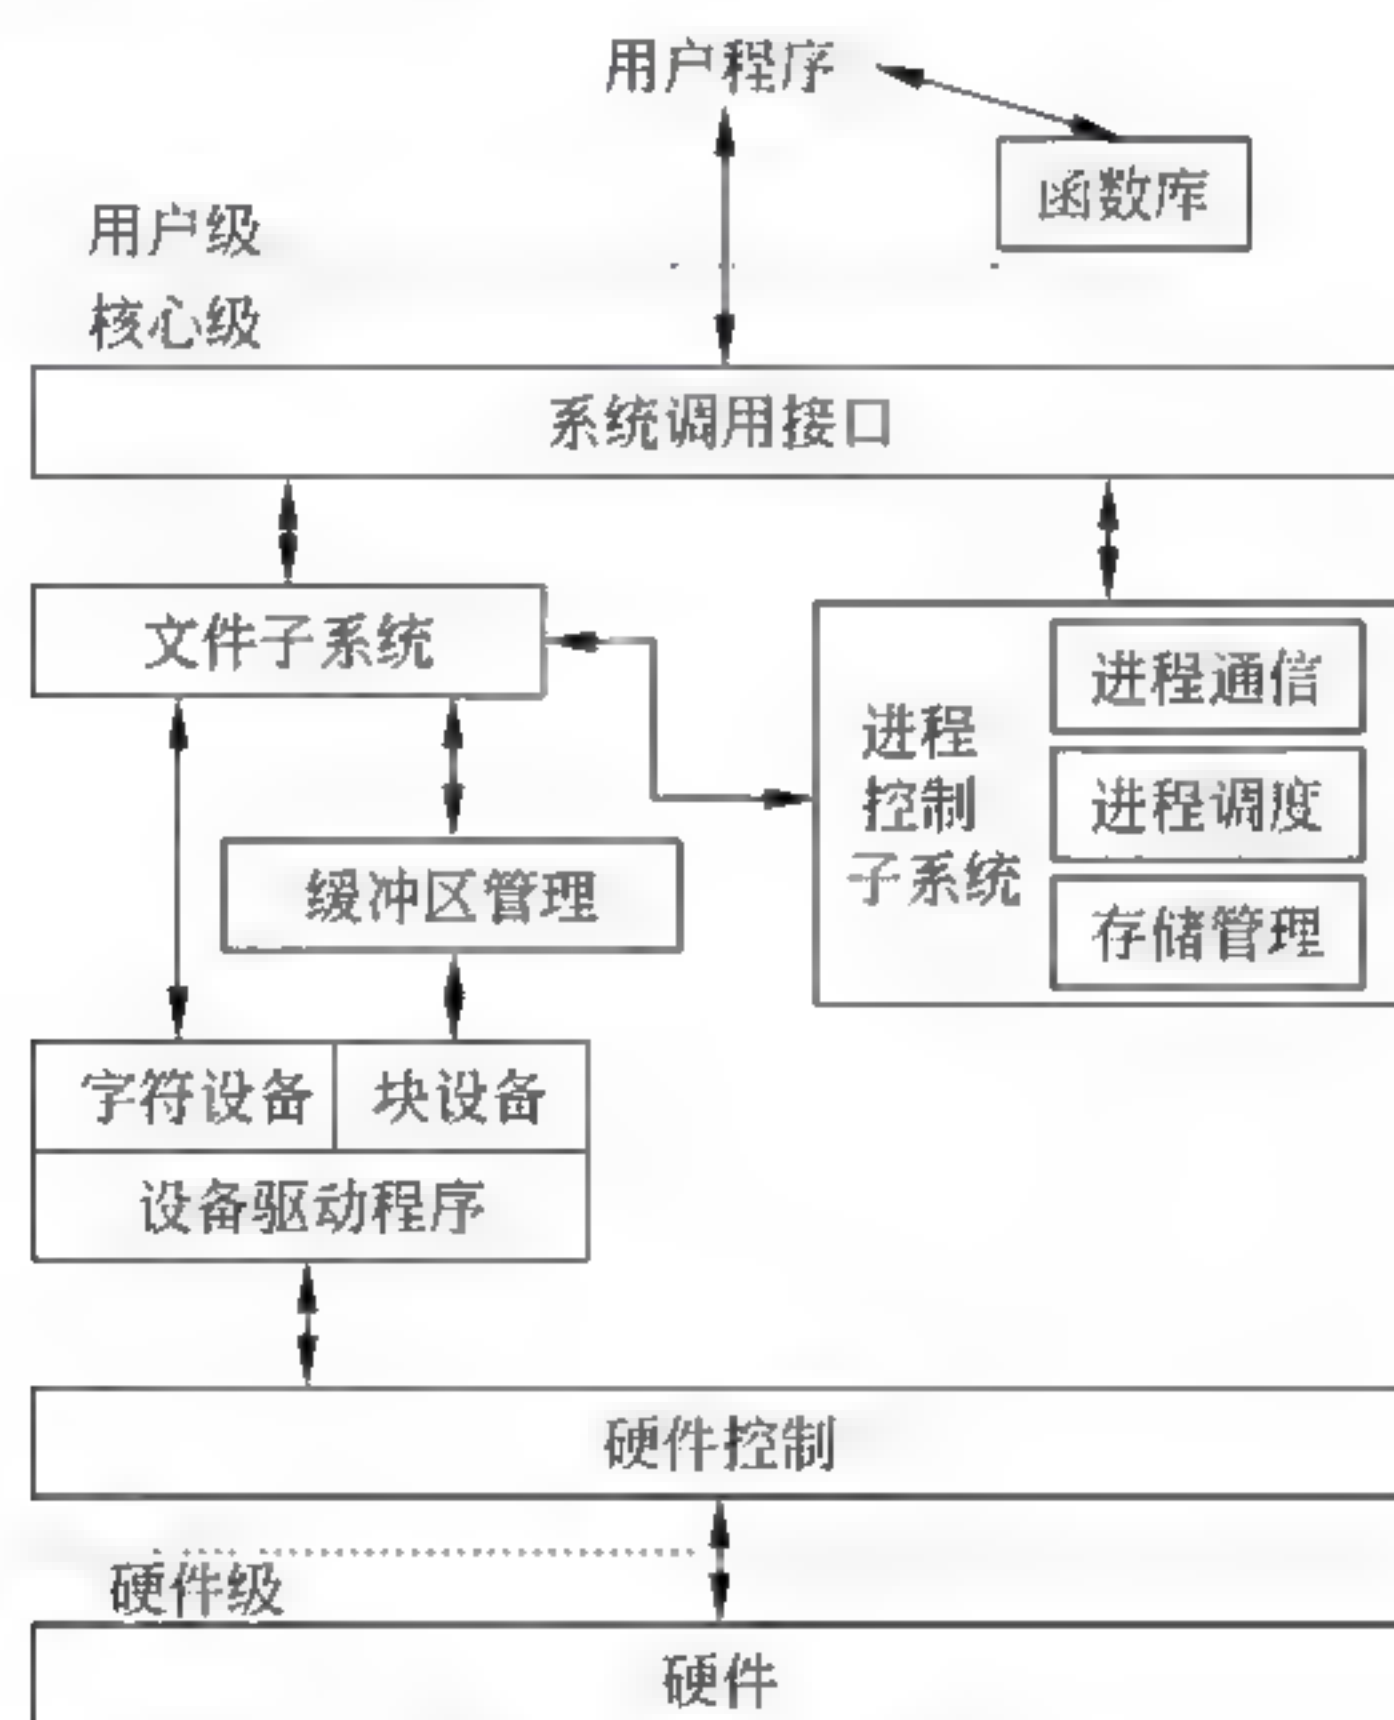 用户程序
函数库
用户级
核心级
系统调用接口
文件子系统
进程
控制
子系统
进程通信
进程调度
存储管理
缓冲区管理
字符设备
块设备
设备驱动程序
硬件控制
硬件级
硬件